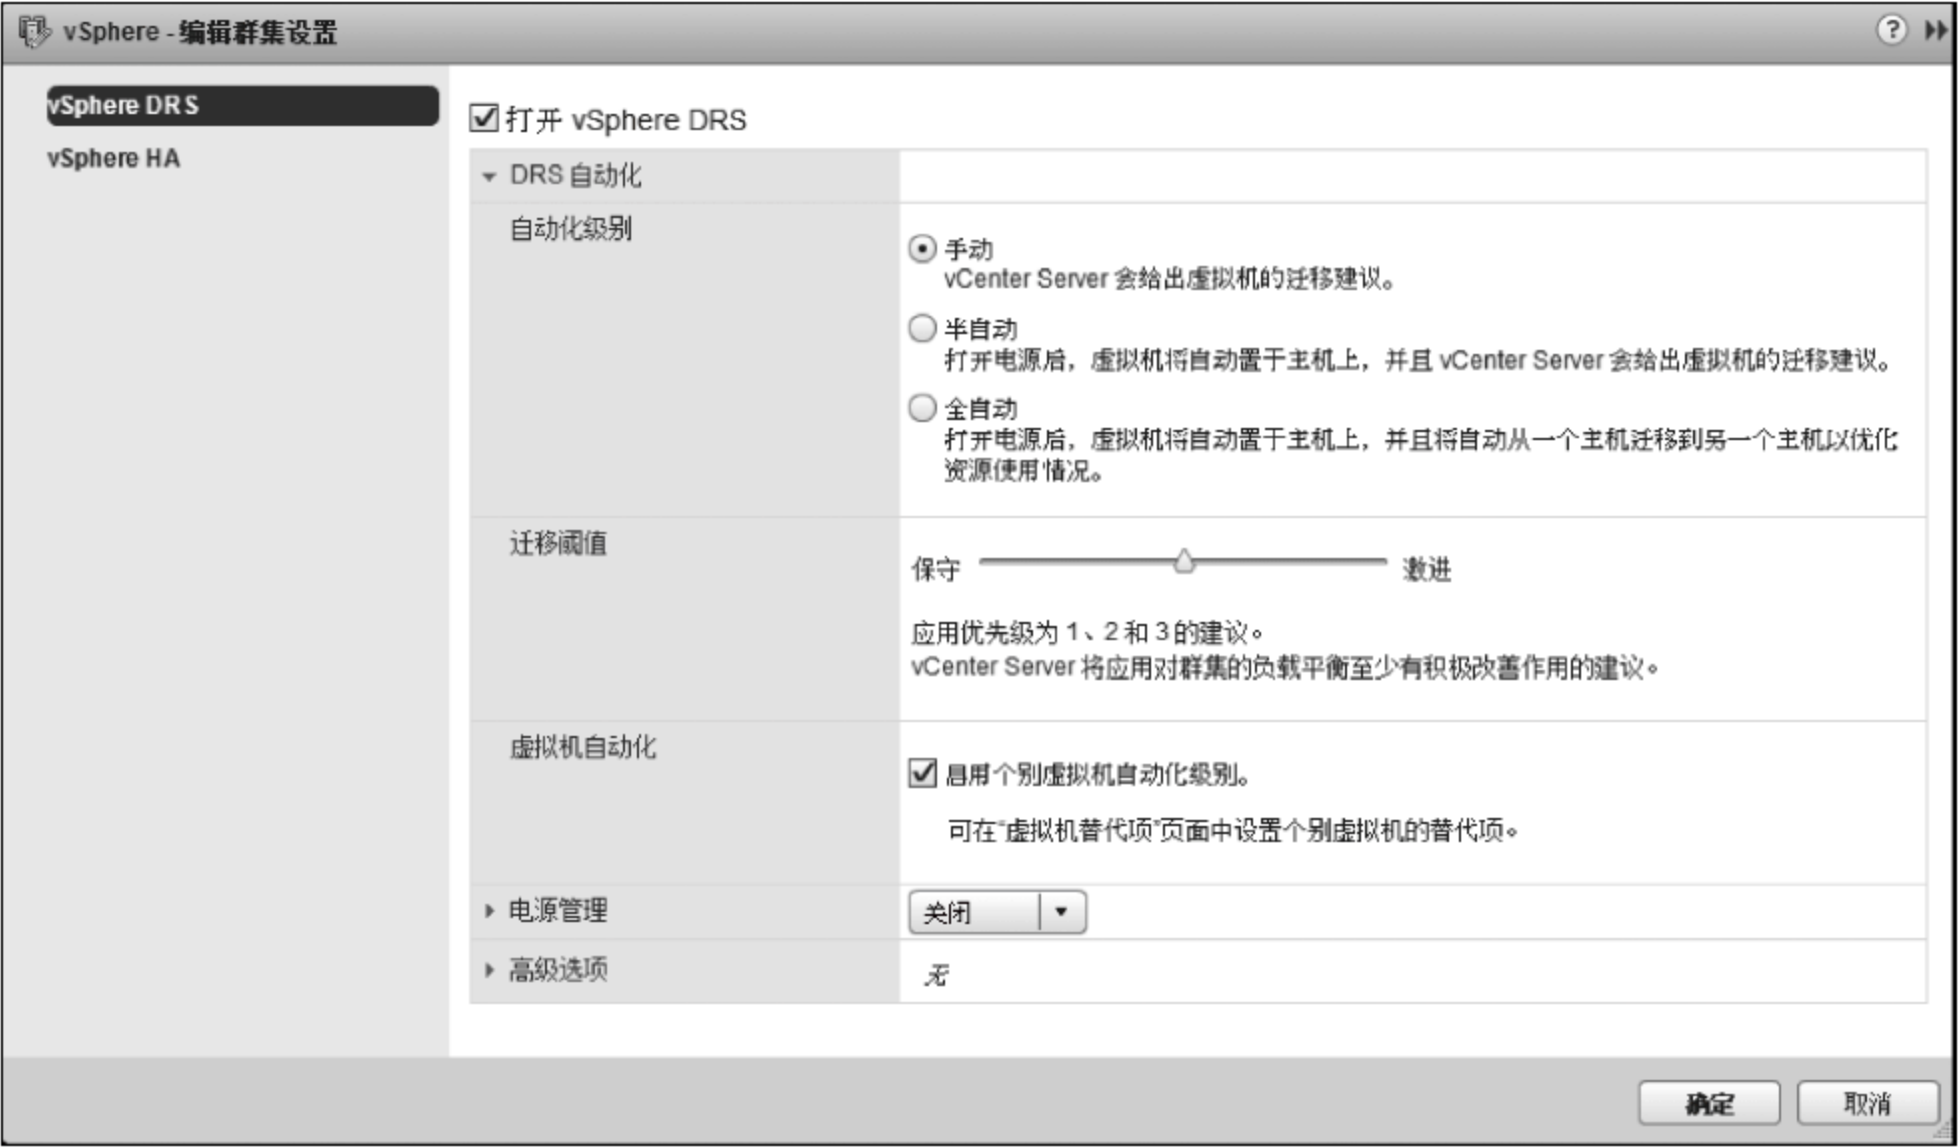 vSphere - 编辑群集设置
?
vSphere DRS
vSphere HA
打开 vSphere DRS
DRS 自动化
自动化级别
手动
vCenter Server 会给出虚拟机的迁移建议。
半自动
打开电源后，虚拟机将自动置于主机上，并且 vCenter Server 会给出虚拟机的迁移建议。
全自动
打开电源后，虚拟机将自动置于主机上，并且将自动从一个主机迁移到另一个主机以优化
资源使用情况。
迁移阈值
保守 激进
应用优先级为 1、2 和 3 的建议。
vCenter Server 将应用对群集的负载平衡至少有积极改善作用的建议。
虚拟机自动化
启用个别虚拟机自动化级别。
可在“虚拟机替代项”页面中设置个别虚拟机的替代项。
电源管理
关闭
高级选项
无
确定 取消